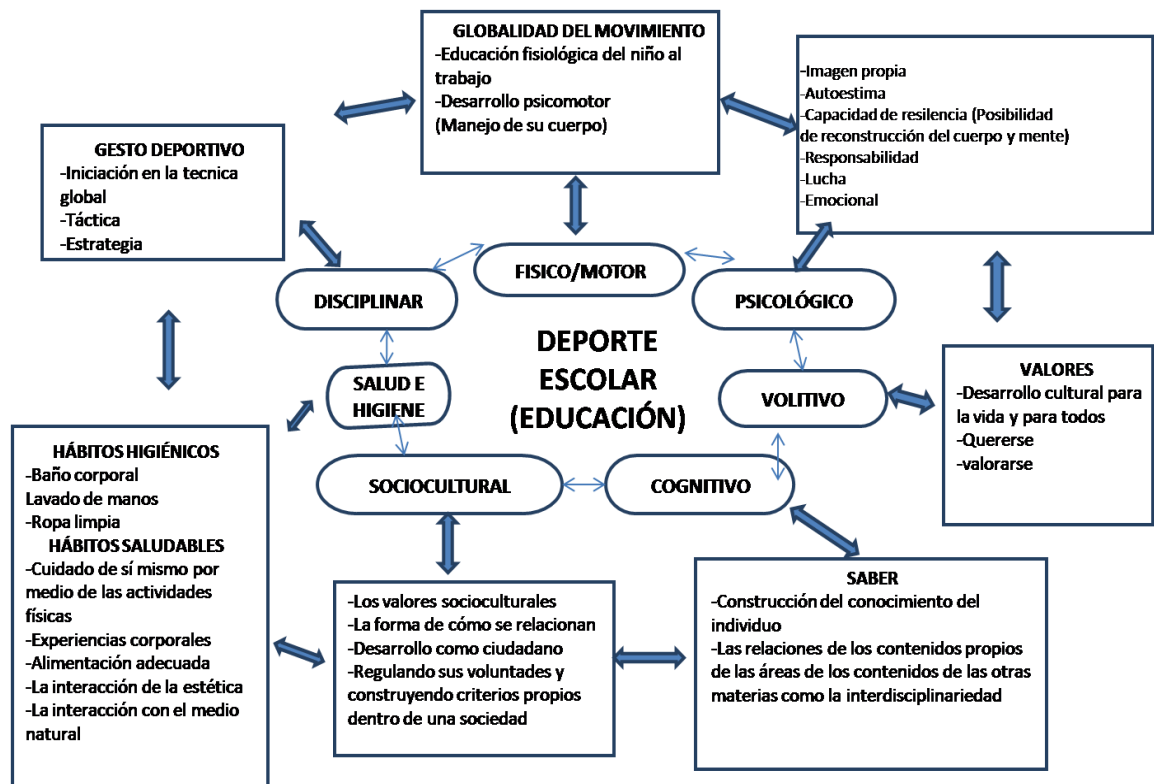 GLOBALIDAD DEL MOVIMIENTO
-Educación fisiológica del niño al
trabajo
-Desarrollo psicomotor
(Manejo de su cuerpo)
-Imagen propia
-Autoestima
-Capacidad de resilencia (Posibilidad
de reconstrucción del cuerpo y mente)
-Responsabilidad
-Lucha
-Emocional
GESTO DEPORTIVO
-Iniciación en la tecnica
global
-Táctica
-Estrategia
FISICO/MOTOR
DISCIPLINAR
PSICOLÓGICO
DEPORTE
ESCOLAR
(EDUCACIÓN)
SALUD E
HIGIENE
VOLITIVO
SOCIOCULTURAL
COGNITIVO
VALORES
-Desarrollo cultural para
la vida y para todos
-Quererse
-valorarse
HÁBITOS HIGIÉNICOS
-Baño corporal
Lavado de manos
-Ropa limpia
HÁBITOS SALUDABLES
-Cuidado de sí mismo por
medio de las actividades
físicas
-Experiencias corporales
-Alimentación adecuada
-La interacción de la estética
-La interacción con el medio
natural
-Los valores socioculturales
-La forma de cómo se relacionan
-Desarrollo como ciudadano
-Regulando sus voluntades y
construyendo criterios propios
dentro de una sociedad
SABER
-Construcción del conocimiento del
individuo
-Las relaciones de los contenidos propios
de las áreas de los contenidos de las otras
materias como la interdisciplinariedad